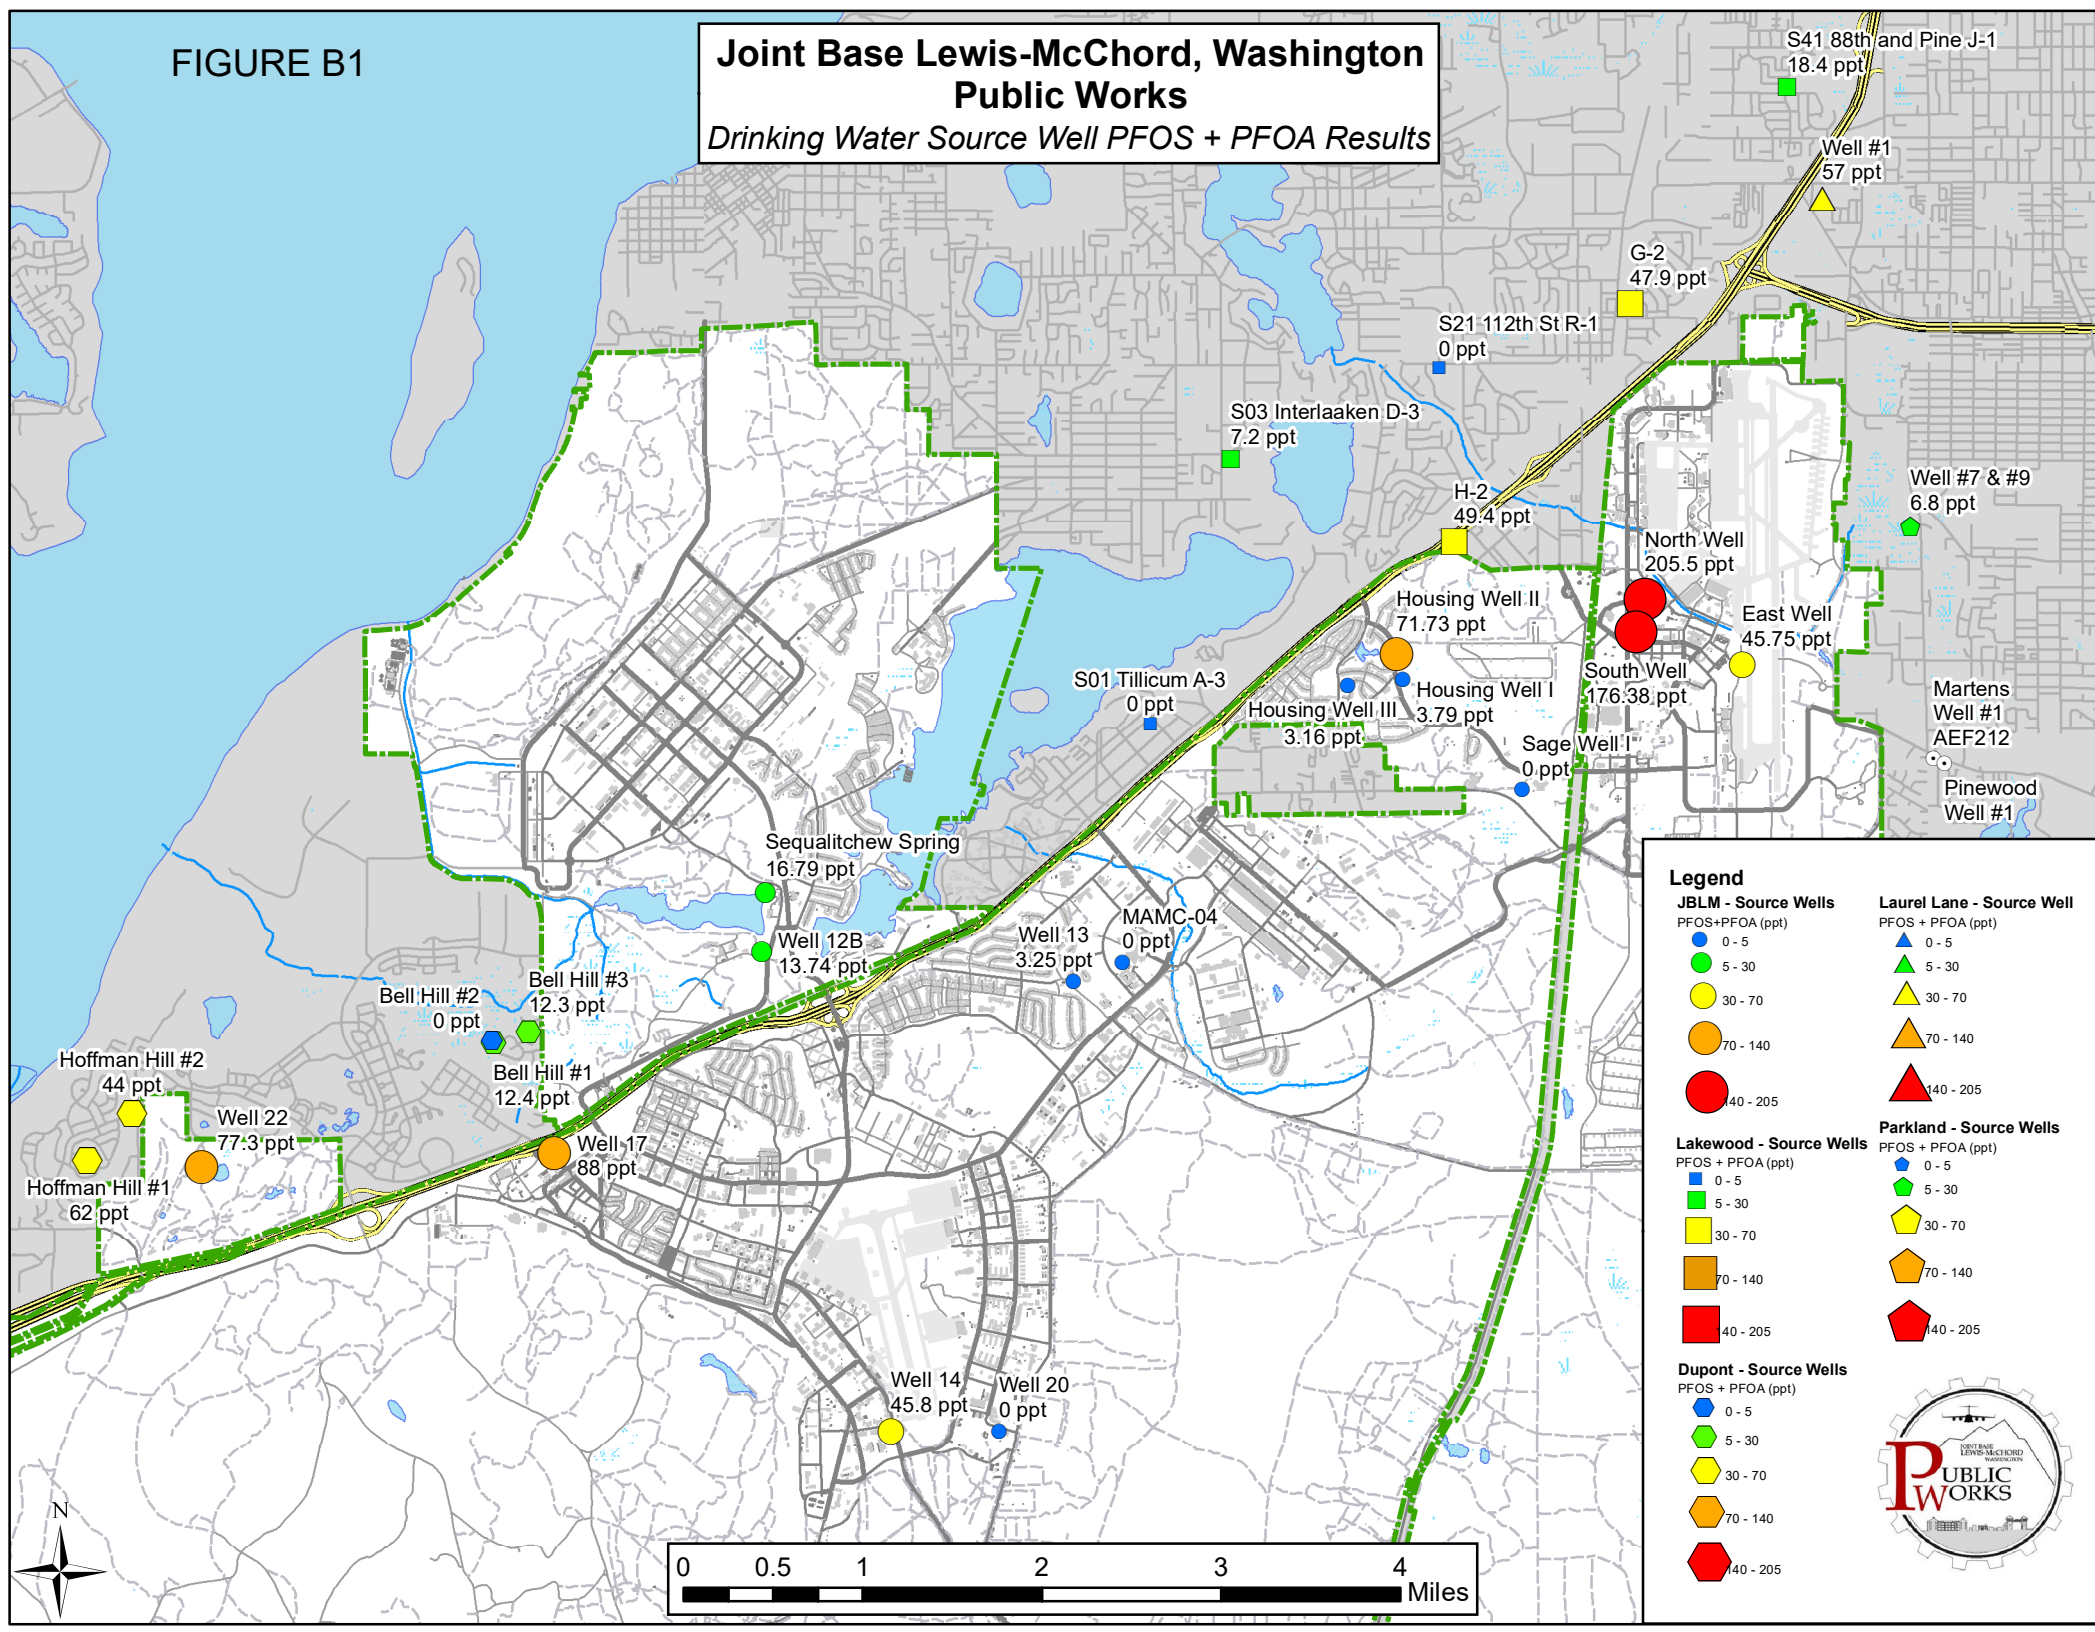 FIGURE B1
Joint Base Lewis-McChord, Washington
Public Works
Drinking Water Source Well PFOS + PFOA Results
S41 88th and Pine J-1
18.4 ppt
Well #1
57 ppt
G-2
47.9 ppt
S21 112th St R-1
0 ppt
S03 Interlaaken D-3
7.2 ppt
H-2
49.4 ppt
Well #7 & #9
6.8 ppt
North Well
205.5 ppt
Housing Well II
71.73 ppt
East Well
45.75 ppt
South Well
176.38 ppt
S01 Tillicum A-3
0 ppt
Housing Well I
3.79 ppt
Housing Well III
3.16 ppt
Sage Well I
0 ppt
Martens
Well #1
AEF212
Pinewood
Well #1
Sequalitchew Spring
16.79 ppt
Well 12B
13.74 ppt
Well 13
3.25 ppt
MAMC-04
0 ppt
Bell Hill #3
12.3 ppt
Bell Hill #2
0 ppt
Bell Hill #1
12.4 ppt
Hoffman Hill #2
44 ppt
Well 22
77.3 ppt
Hoffman Hill #1
62 ppt
Well 17
88 ppt
Well 14
45.8 ppt
Well 20
0 ppt
N
0 0.5 1 2 3 4
Miles
Legend
JBLM - Source Wells
PFOS+PFOA (ppt)
0 - 5
5 - 30
30 - 70
70 - 140
140 - 205
Lakewood - Source Wells
PFOS + PFOA (ppt)
0 - 5
5 - 30
30 - 70
70 - 140
140 - 205
Dupont - Source Wells
PFOS + PFOA (ppt)
0 - 5
5 - 30
30 - 70
70 - 140
140 - 205
Laurel Lane - Source Well
PFOS + PFOA (ppt)
0 - 5
5 - 30
30 - 70
70 - 140
140 - 205
Parkland - Source Wells
PFOS + PFOA (ppt)
0 - 5
5 - 30
30 - 70
70 - 140
140 - 205
JOINT BASE
LEWIS-McCHORD
WASHINGTON
PUBLIC
WORKS